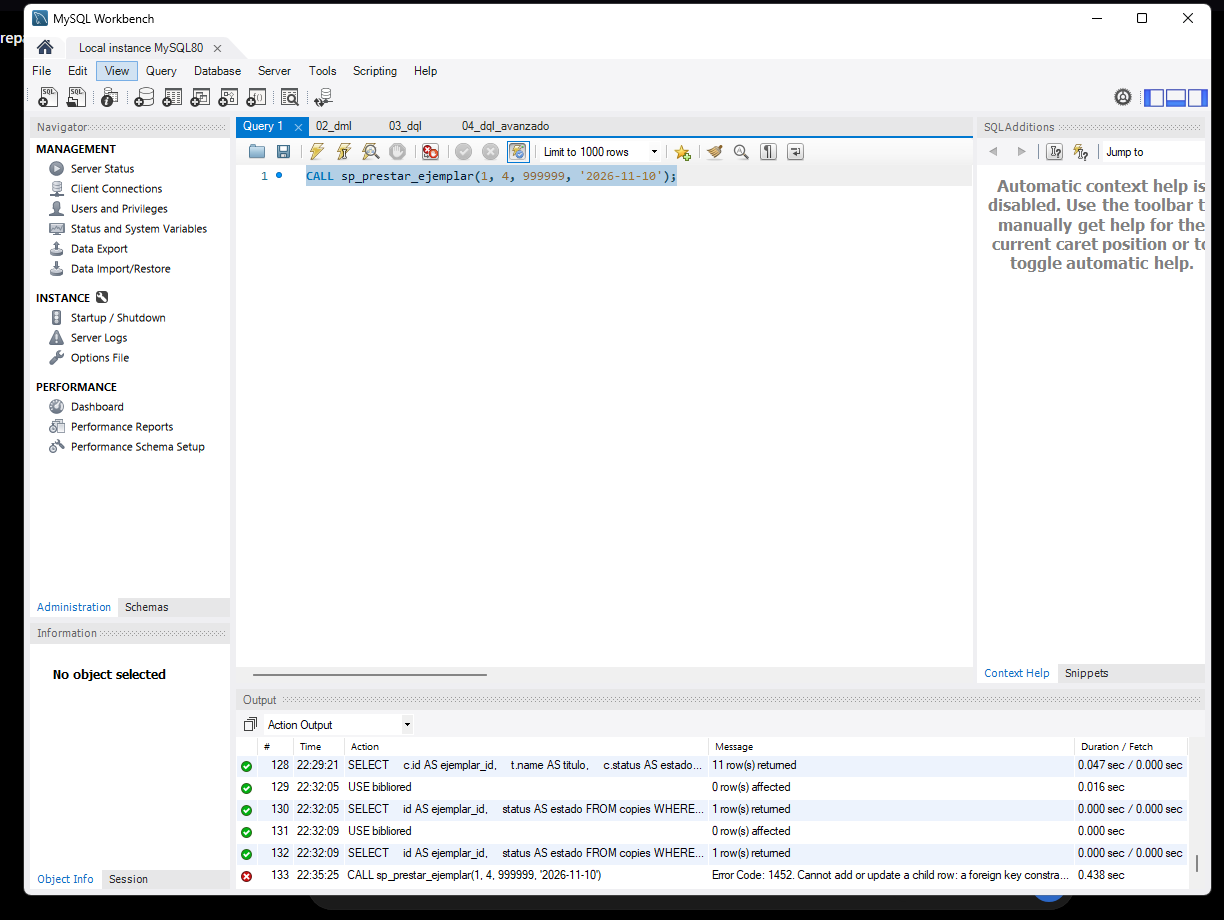 MySQL Workbench
repa
Local instance MySQL80
File Edit View Query Database Server Tools Scripting Help
Navigator
MANAGEMENT
Server Status
Client Connections
Users and Privileges
Status and System Variables
Data Export
Data Import/Restore
INSTANCE
Startup / Shutdown
Server Logs
Options File
PERFORMANCE
Dashboard
Performance Reports
Performance Schema Setup
Administration Schemas
Information
No object selected
Object Info Session
Query 1 02_dml 03_dql 04_dql_avanzado
Limit to 1000 rows
1 CALL sp_prestar_ejemplar(1, 4, 999999, '2026-11-10');
SQLAdditions
Jump to
Automatic context help is
disabled. Use the toolbar t
manually get help for the
current caret position or to
toggle automatic help.
Context Help Snippets
Output
Action Output
# Time Action Message Duration / Fetch
128 22:29:21 SELECT c.id AS ejemplar_id, t.name AS titulo, c.status AS estado... 11 row(s) returned 0.047 sec / 0.000 sec
129 22:32:05 USE bibliored 0 row(s) affected 0.016 sec
130 22:32:05 SELECT id AS ejemplar_id, status AS estado FROM copies WHERE... 1 row(s) returned 0.000 sec / 0.000 sec
131 22:32:09 USE bibliored 0 row(s) affected 0.000 sec
132 22:32:09 SELECT id AS ejemplar_id, status AS estado FROM copies WHERE... 1 row(s) returned 0.000 sec / 0.000 sec
133 22:35:25 CALL sp_prestar_ejemplar(1, 4, 999999, '2026-11-10') Error Code: 1452. Cannot add or update a child row: a foreign key constra... 0.438 sec